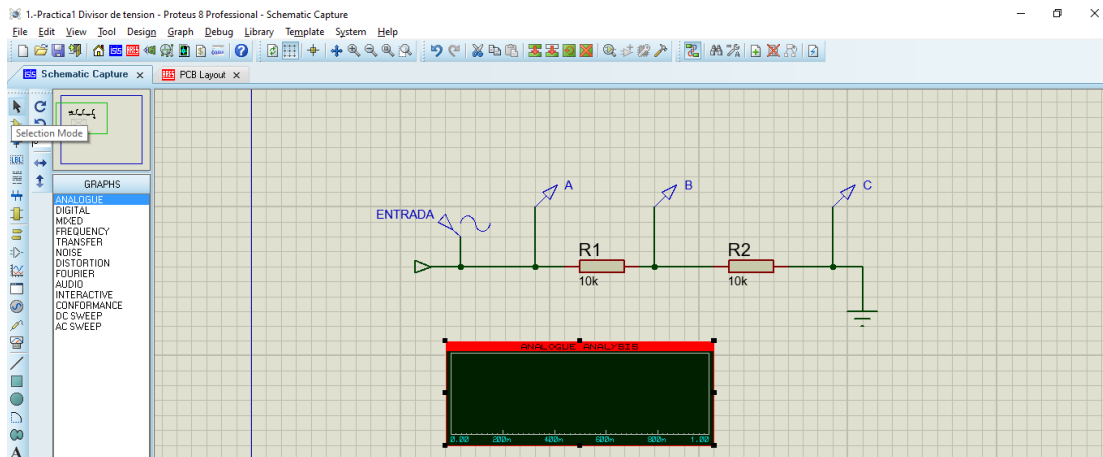 1.-Practica1 Divisor de tension - Proteus 8 Professional - Schematic Capture
File Edit View Tool Design Graph Debug Library Template System Help
Schematic Capture
PCB Layout
Selection Mode
LBL
A
GRAPHS
ANALOGUE
DIGITAL
MIXED
FREQUENCY
TRANSFER
NOISE
DISTORTION
FOURIER
AUDIO
INTERACTIVE
CONFORMANCE
DC SWEEP
AC SWEEP
ENTRADA
A
B
C
R1
10k
R2
10k
ANALOGUE ANALYSIS
0.00 200m 400m 600m 800m 1.00